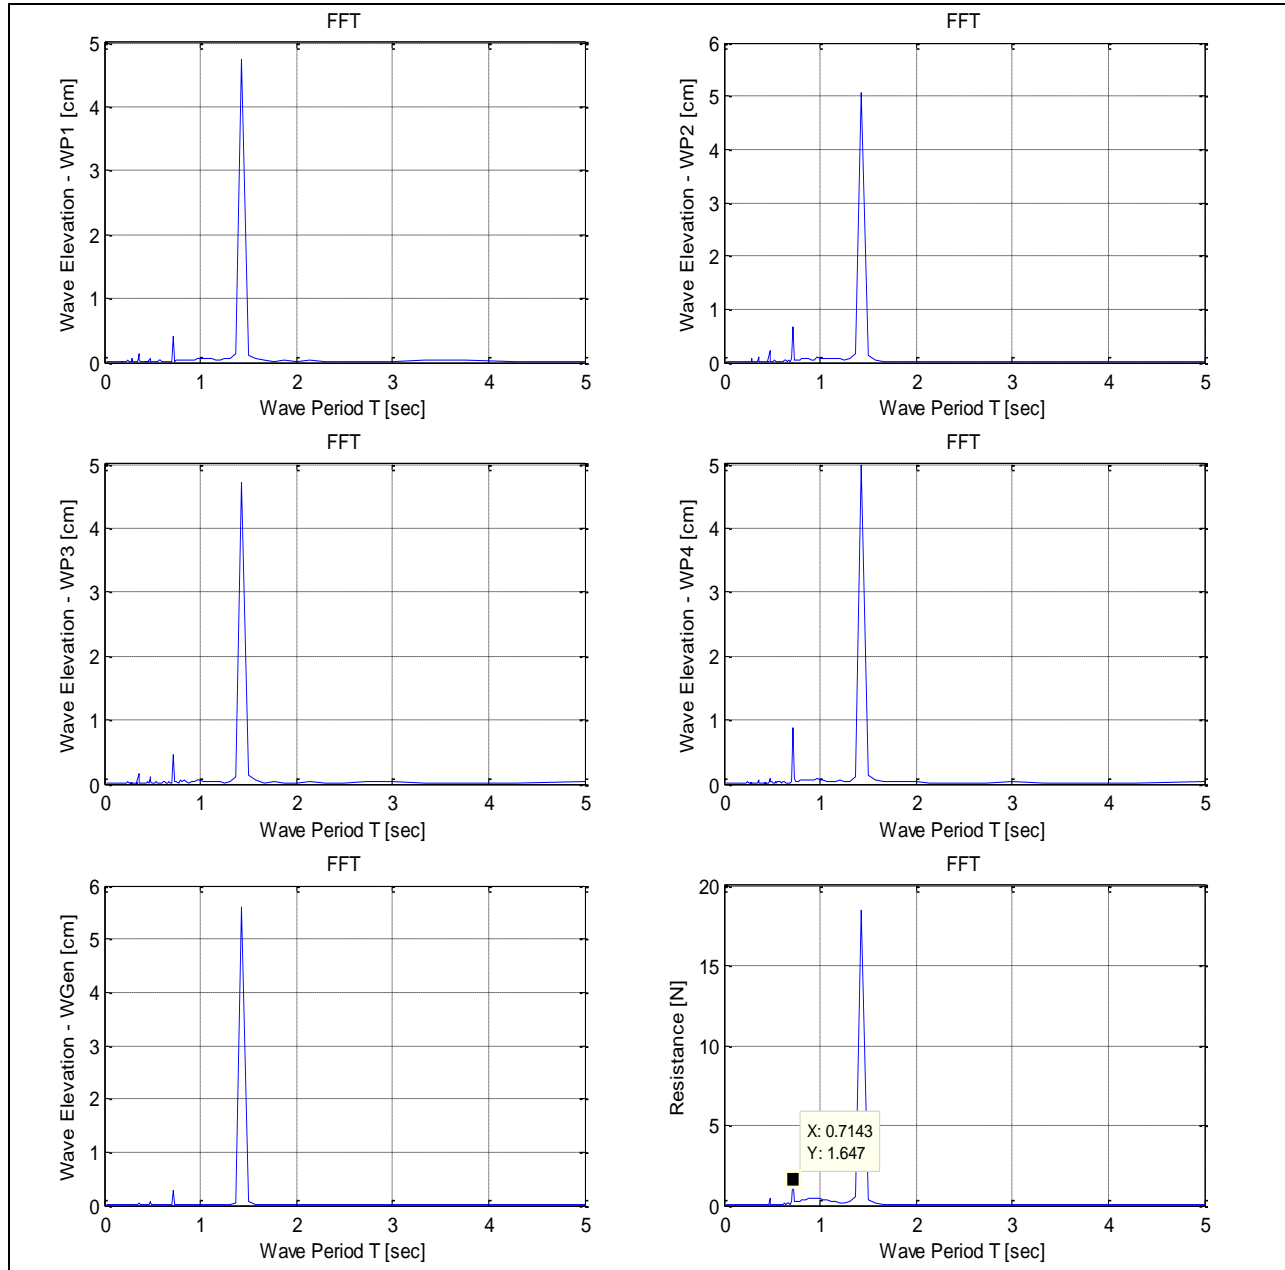 FFT
Wave Elevation - WP1 [cm]
5
4
3
2
1
0
0 1 2 3 4 5
Wave Period T [sec]
FFT
Wave Elevation - WP2 [cm]
6
5
4
3
2
1
0
0 1 2 3 4 5
Wave Period T [sec]
FFT
Wave Elevation - WP3 [cm]
5
4
3
2
1
0
0 1 2 3 4 5
Wave Period T [sec]
FFT
Wave Elevation - WP4 [cm]
5
4
3
2
1
0
0 1 2 3 4 5
Wave Period T [sec]
FFT
Wave Elevation - WGen [cm]
6
5
4
3
2
1
0
0 1 2 3 4 5
Wave Period T [sec]
FFT
Resistance [N]
20
15
10
5
0
X: 0.7143
Y: 1.647
0 1 2 3 4 5
Wave Period T [sec]